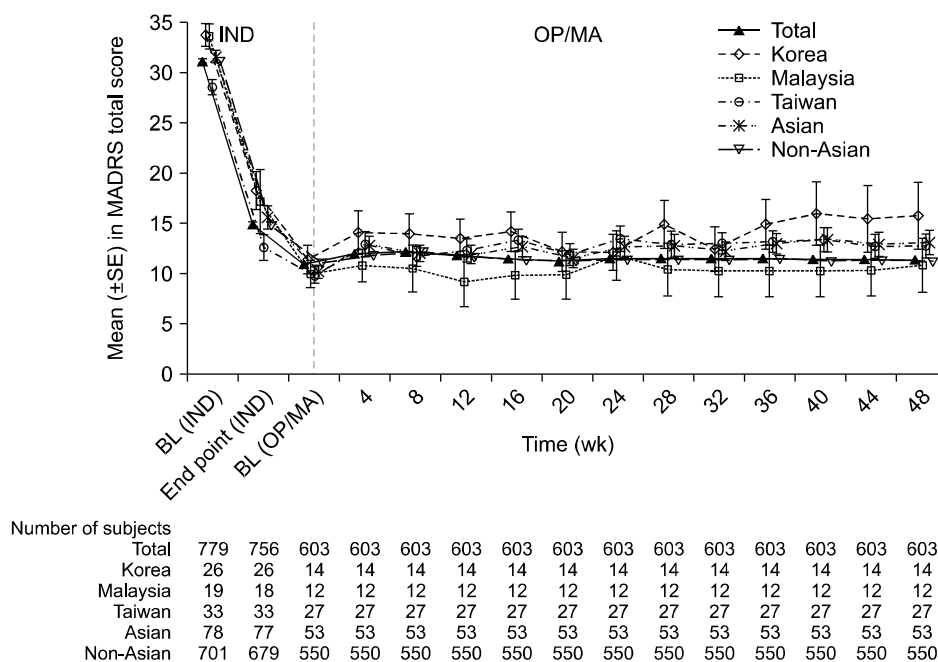 35
30
25
20
15
10
5
0
Mean (±SE) in MADRS total score
IND
OP/MA
Total
Korea
Malaysia
Taiwan
Asian
Non-Asian
BL (IND)
End point (IND)
BL (OP/MA)
4
8
12
16
20
24
28
32
36
40
44
48
Time (wk)
Number of subjects
Total 779 756 603 603 603 603 603 603 603 603 603 603 603 603 603
Korea 26 26 14 14 14 14 14 14 14 14 14 14 14 14 14
Malaysia 19 18 12 12 12 12 12 12 12 12 12 12 12 12 12
Taiwan 33 33 27 27 27 27 27 27 27 27 27 27 27 27 27
Asian 78 77 53 53 53 53 53 53 53 53 53 53 53 53 53
Non-Asian 701 679 550 550 550 550 550 550 550 550 550 550 550 550 550